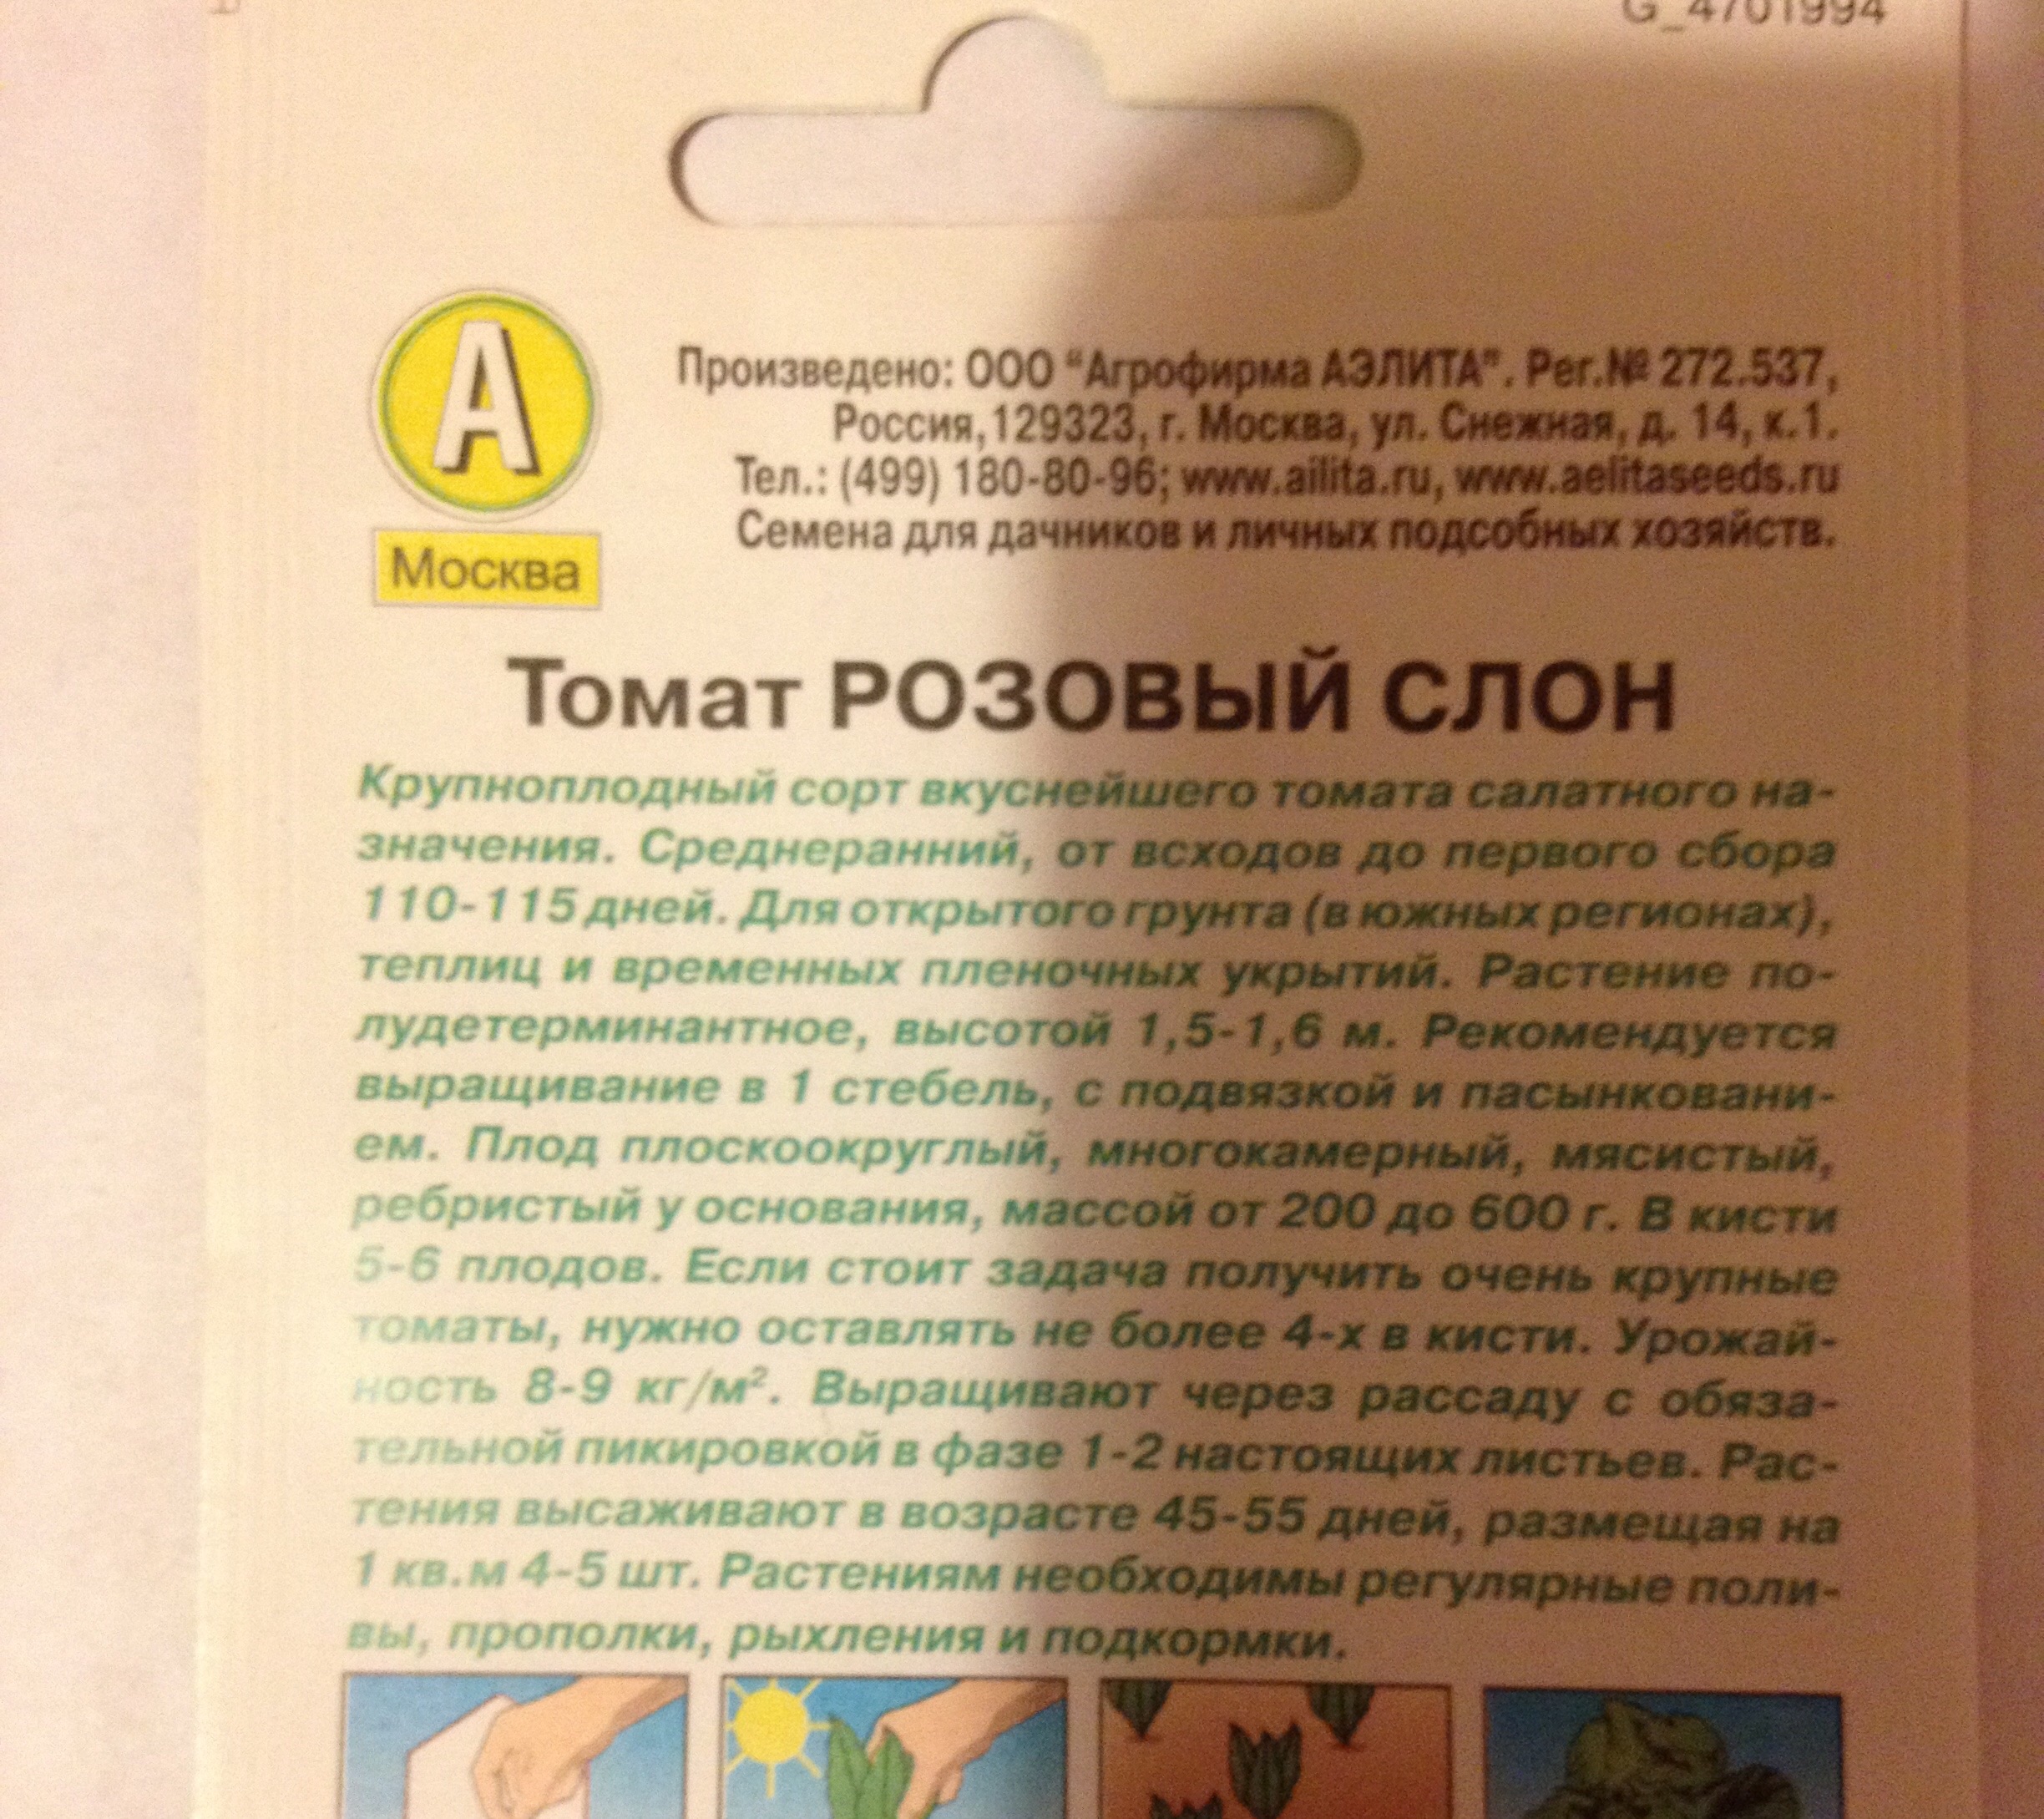 G_4701994
А
Москва
Произведено: ООО “Агрофирма АЭЛИТА”. Рег.№ 272.537,
Россия, 129323, г. Москва, ул. Снежная, д. 14, к.1.
Тел.: (499) 180-80-96; www.ailita.ru, www.aelitaseeds.ru
Семена для дачников и личных подсобных хозяйств.
Томат РОЗОВЫЙ СЛОН
Крупноплодный сорт вкуснейшего томата салатного на-
значения. Среднеранний, от всходов до первого сбора
110-115 дней. Для открытого грунта (в южных регионах),
теплиц и временных пленочных укрытий. Растение по-
лудетерминантное, высотой 1,5-1,6 м. Рекомендуется
выращивание в 1 стебель, с подвязкой и пасынковани-
ем. Плод плоскоокруглый, многокамерный, мясистый,
ребристый у основания, массой от 200 до 600 г. В кисти
5-6 плодов. Если стоит задача получить очень крупные
томаты, нужно оставлять не более 4-х в кисти. Урожай-
ность 8-9 кг/м². Выращивают через рассаду с обяза-
тельной пикировкой в фазе 1-2 настоящих листьев. Рас-
тения высаживают в возрасте 45-55 дней, размещая на
1 кв.м 4-5 шт. Растениям необходимы регулярные поли-
вы, прополки, рыхления и подкормки.